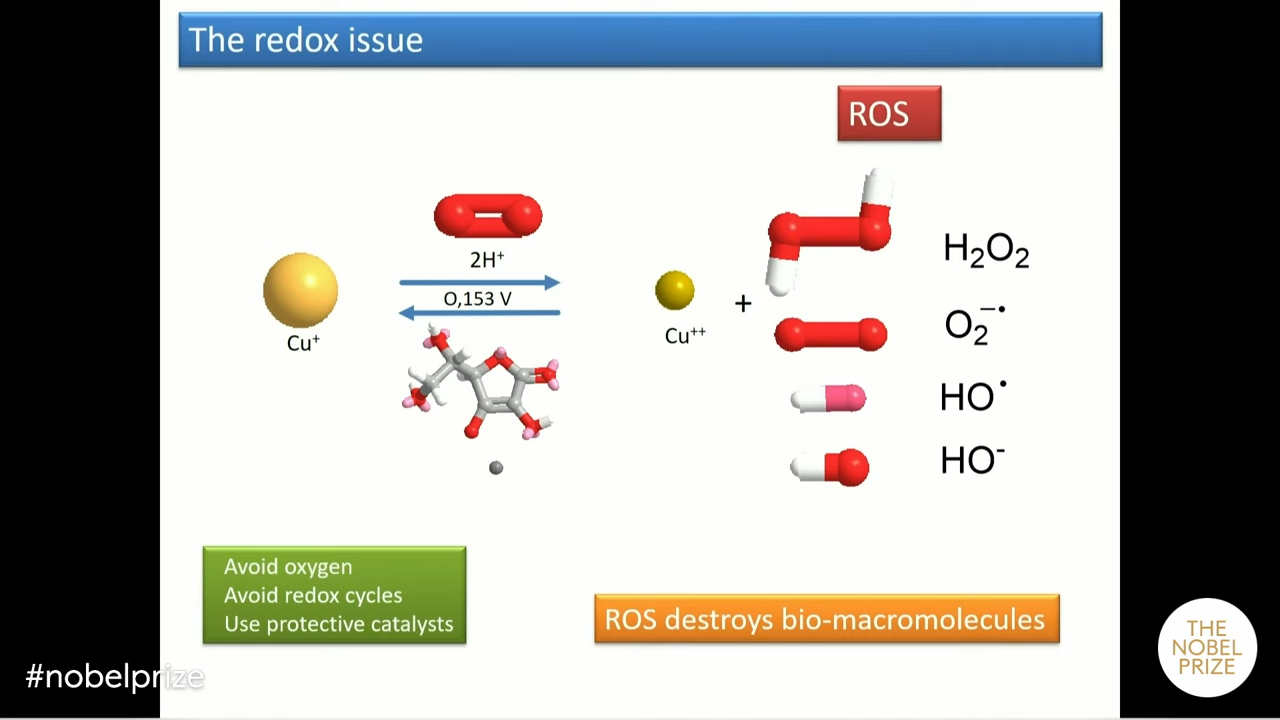 The redox issue
ROS
2H⁺
O,153 V
Cu⁺
Cu⁺⁺
+
H₂O₂
O₂⁻•
HO•
HO⁻
Avoid oxygen
Avoid redox cycles
Use protective catalysts
ROS destroys bio-macromolecules
#nobelprize
THE
NOBEL
PRIZE